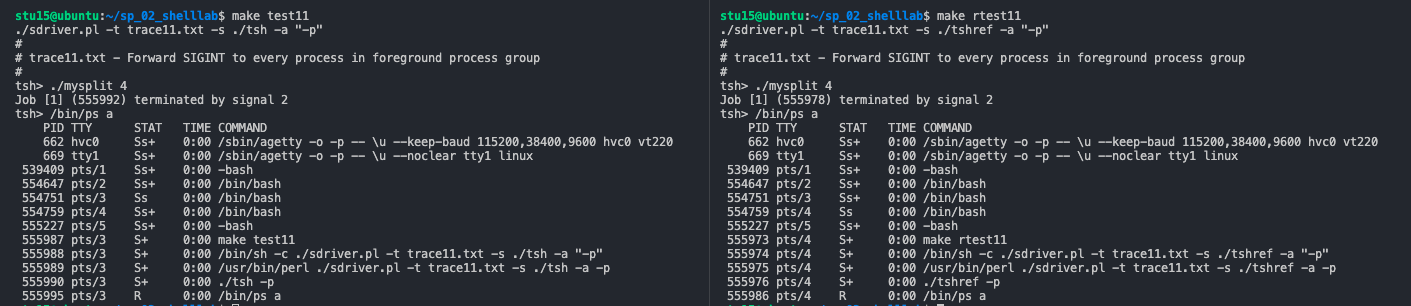 stu15@ubuntu:~/sp_02_shelllab$ make test11
./sdriver.pl -t trace11.txt -s ./tsh -a "-p"
#
# trace11.txt - Forward SIGINT to every process in foreground process group
#
tsh> ./mysplit 4
Job [1] (555992) terminated by signal 2
tsh> /bin/ps a
    PID TTY      STAT   TIME COMMAND
    662 hvc0     Ss+    0:00 /sbin/agetty -o -p -- \u --keep-baud 115200,38400,9600 hvc0 vt220
    669 tty1     Ss+    0:00 /sbin/agetty -o -p -- \u --noclear tty1 linux
 539409 pts/1    Ss+    0:00 -bash
 554647 pts/2    Ss+    0:00 /bin/bash
 554751 pts/3    Ss     0:00 /bin/bash
 554759 pts/4    Ss+    0:00 /bin/bash
 555227 pts/5    Ss+    0:00 -bash
 555987 pts/3    S+     0:00 make test11
 555988 pts/3    S+     0:00 /bin/sh -c ./sdriver.pl -t trace11.txt -s ./tsh -a "-p"
 555989 pts/3    S+     0:00 /usr/bin/perl ./sdriver.pl -t trace11.txt -s ./tsh -a -p
 555990 pts/3    S+     0:00 ./tsh -p
 555995 pts/3    R      0:00 /bin/ps a
stu15@ubuntu:~/sp_02_shelllab$ make rtest11
./sdriver.pl -t trace11.txt -s ./tshref -a "-p"
#
# trace11.txt - Forward SIGINT to every process in foreground process group
#
tsh> ./mysplit 4
Job [1] (555978) terminated by signal 2
tsh> /bin/ps a
    PID TTY      STAT   TIME COMMAND
    662 hvc0     Ss+    0:00 /sbin/agetty -o -p -- \u --keep-baud 115200,38400,9600 hvc0 vt220
    669 tty1     Ss+    0:00 /sbin/agetty -o -p -- \u --noclear tty1 linux
 539409 pts/1    Ss+    0:00 -bash
 554647 pts/2    Ss+    0:00 /bin/bash
 554751 pts/3    Ss+    0:00 /bin/bash
 554759 pts/4    Ss     0:00 /bin/bash
 555227 pts/5    Ss+    0:00 -bash
 555973 pts/4    S+     0:00 make rtest11
 555974 pts/4    S+     0:00 /bin/sh -c ./sdriver.pl -t trace11.txt -s ./tshref -a "-p"
 555975 pts/4    S+     0:00 /usr/bin/perl ./sdriver.pl -t trace11.txt -s ./tshref -a -p
 555976 pts/4    S+     0:00 ./tshref -p
 555986 pts/4    R      0:00 /bin/ps a